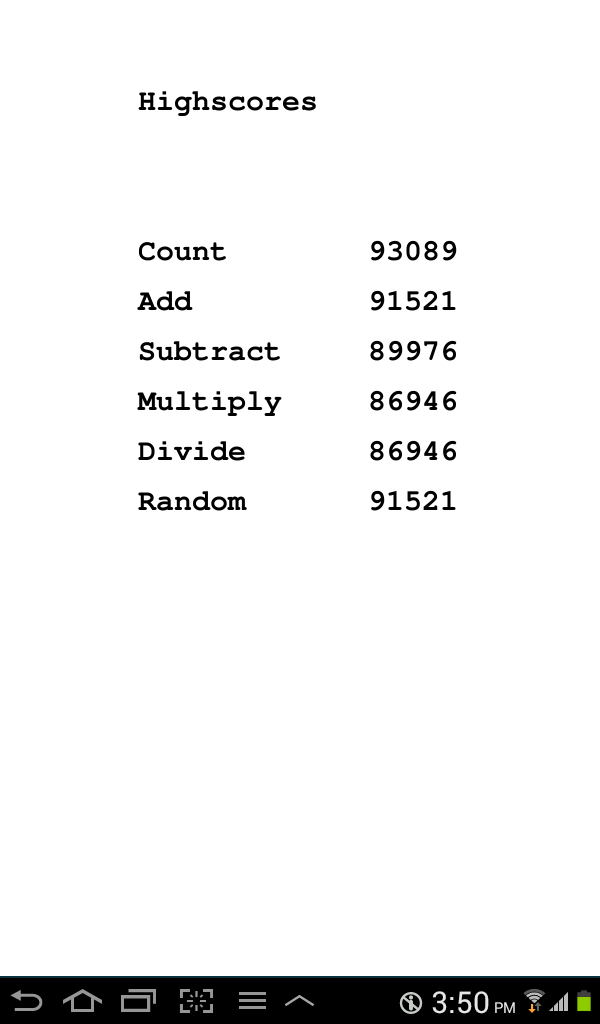 Highscores
Count 93089
Add 91521
Subtract 89976
Multiply 86946
Divide 86946
Random 91521
3:50 PM